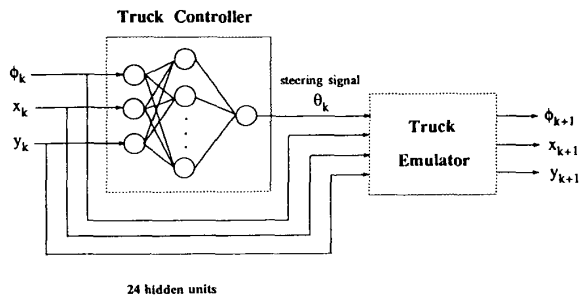 Truck Controller
ϕk
xk
yk
steering signal
θk
Truck
Emulator
ϕk+1
xk+1
yk+1
24 hidden units